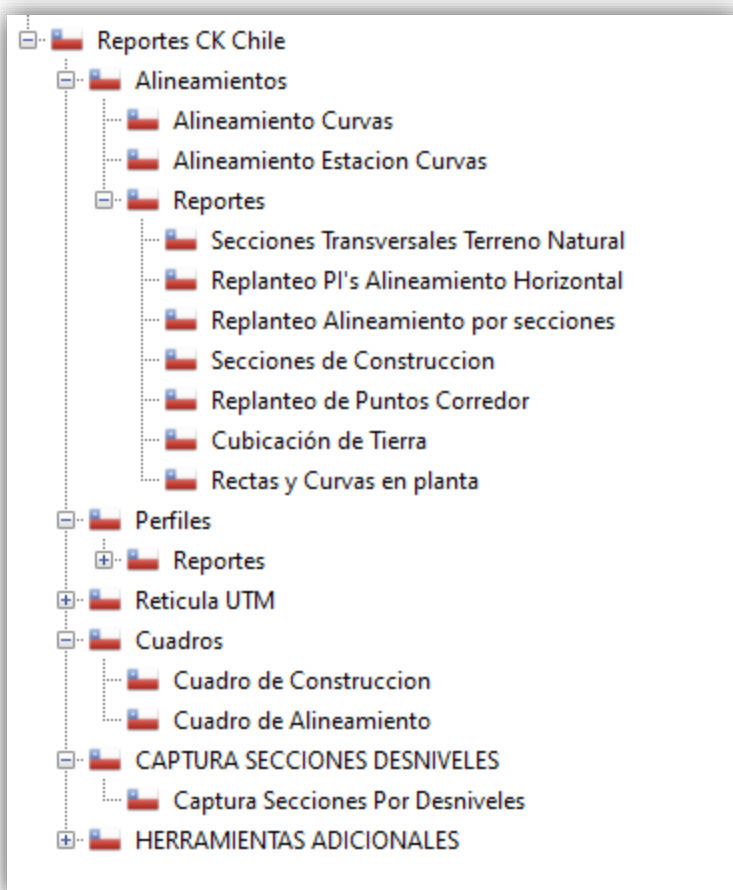 Reportes CK Chile
Alineamientos
Alineamiento Curvas
Alineamiento Estacion Curvas
Reportes
Secciones Transversales Terreno Natural
Replanteo PI's Alineamiento Horizontal
Replanteo Alineamiento por secciones
Secciones de Construccion
Replanteo de Puntos Corredor
Cubicación de Tierra
Rectas y Curvas en planta
Perfiles
Reportes
Reticula UTM
Cuadros
Cuadro de Construccion
Cuadro de Alineamiento
CAPTURA SECCIONES DESNIVELES
Captura Secciones Por Desniveles
HERRAMIENTAS ADICIONALES